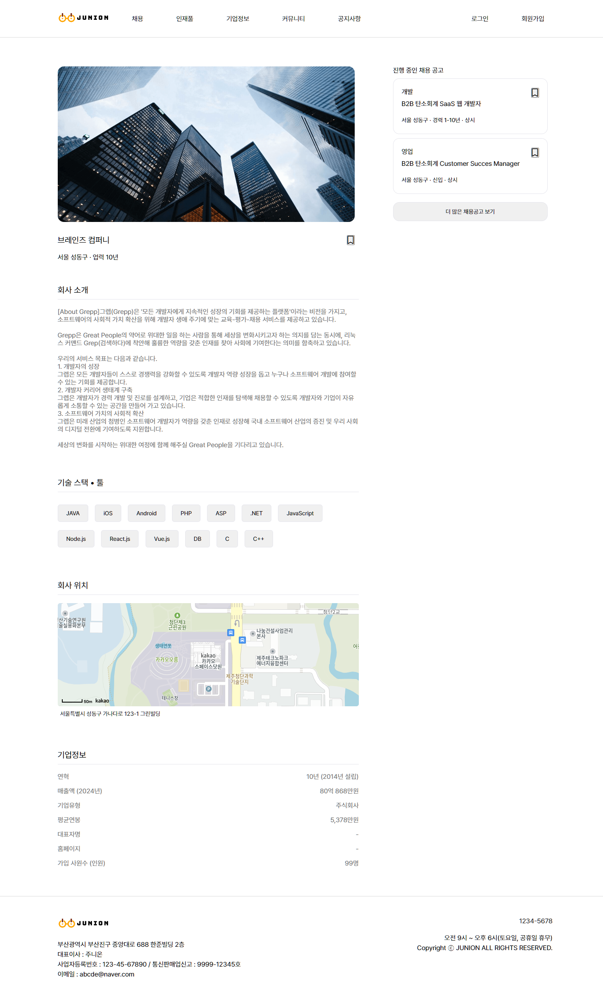 JUNION
채용
인재풀
기업정보
커뮤니티
공지사항
로그인
회원가입
브레인즈 컴퍼니
서울 성동구 · 업력 10년
회사 소개
[About Grepp]그렙(Grepp)은 '모든 개발자에게 지속적인 성장의 기회를 제공하는 플랫폼'이라는 비전을 가지고,
소프트웨어의 사회적 가치 확산을 위해 개발자 생애 주기에 맞는 교육-평가-채용 서비스를 제공하고 있습니다.
Grepp은 Great People의 약어로 위대한 일을 하는 사람을 통해 세상을 변화시키고자 하는 의지를 담는 동시에, 리눅
스 커맨드 Grep(검색하다)에 착안해 훌륭한 역량을 갖춘 인재를 찾아 사회에 기여한다는 의미를 함축하고 있습니다.
우리의 서비스 목표는 다음과 같습니다.
1. 개발자의 성장
그렙은 모든 개발자들이 스스로 경쟁력을 강화할 수 있도록 개발자 역량 성장을 돕고 누구나 소프트웨어 개발에 참여할
수 있는 기회를 제공합니다.
2. 개발자 커리어 생태계 구축
그렙은 개발자가 경력 개발 및 진로를 설계하고, 기업은 적합한 인재를 탐색해 채용할 수 있도록 개발자와 기업이 자유
롭게 소통할 수 있는 공간을 만들어 가고 있습니다.
3. 소프트웨어 가치의 사회적 확산
그렙은 미래 산업의 첨병인 소프트웨어 개발자가 역량을 갖춘 인재로 성장해 국내 소프트웨어 산업의 증진 및 우리 사회
의 디지털 전환에 기여하도록 지원합니다.
세상의 변화를 시작하는 위대한 여정에 함께 해주실 Great People을 기다리고 있습니다.
기술 스택 • 툴
JAVA
iOS
Android
PHP
ASP
.NET
JavaScript
Node.js
React.js
Vue.js
DB
C
C++
회사 위치
산기술연구원
술실용화본부
첨단제3
근린공원
첨단2교
나눔건설사업관리
본사
생태연못
카카오오름
kakao
카카오
스페이스닷원
제주테크노파크
에너지융합센터
제주첨단과학
기술단지
P
테니스장
50m kakao
서울특별시 성동구 가나다로 123-1 그린빌딩
기업정보
연혁 10년 (2014년 설립)
매출액 (2024년) 80억 868만원
기업유형 주식회사
평균연봉 5,378만원
대표자명 -
홈페이지 -
가입 사원수 (인원) 99명
진행 중인 채용 공고
개발
B2B 탄소회계 SaaS 웹 개발자
서울 성동구 · 경력 1-10년 · 상시
영업
B2B 탄소회계 Customer Succes Manager
서울 성동구 · 신입 · 상시
더 많은 채용공고 보기
JUNION
부산광역시 부산진구 중앙대로 688 한준빌딩 2층
대표이사 : 주니온
사업자등록번호 : 123-45-67890 / 통신판매업신고 : 9999-12345호
이메일 : abcde@naver.com
1234-5678
오전 9시 ~ 오후 6시(토요일, 공휴일 휴무)
Copyright ⓒ JUNION ALL RIGHTS RESERVED.